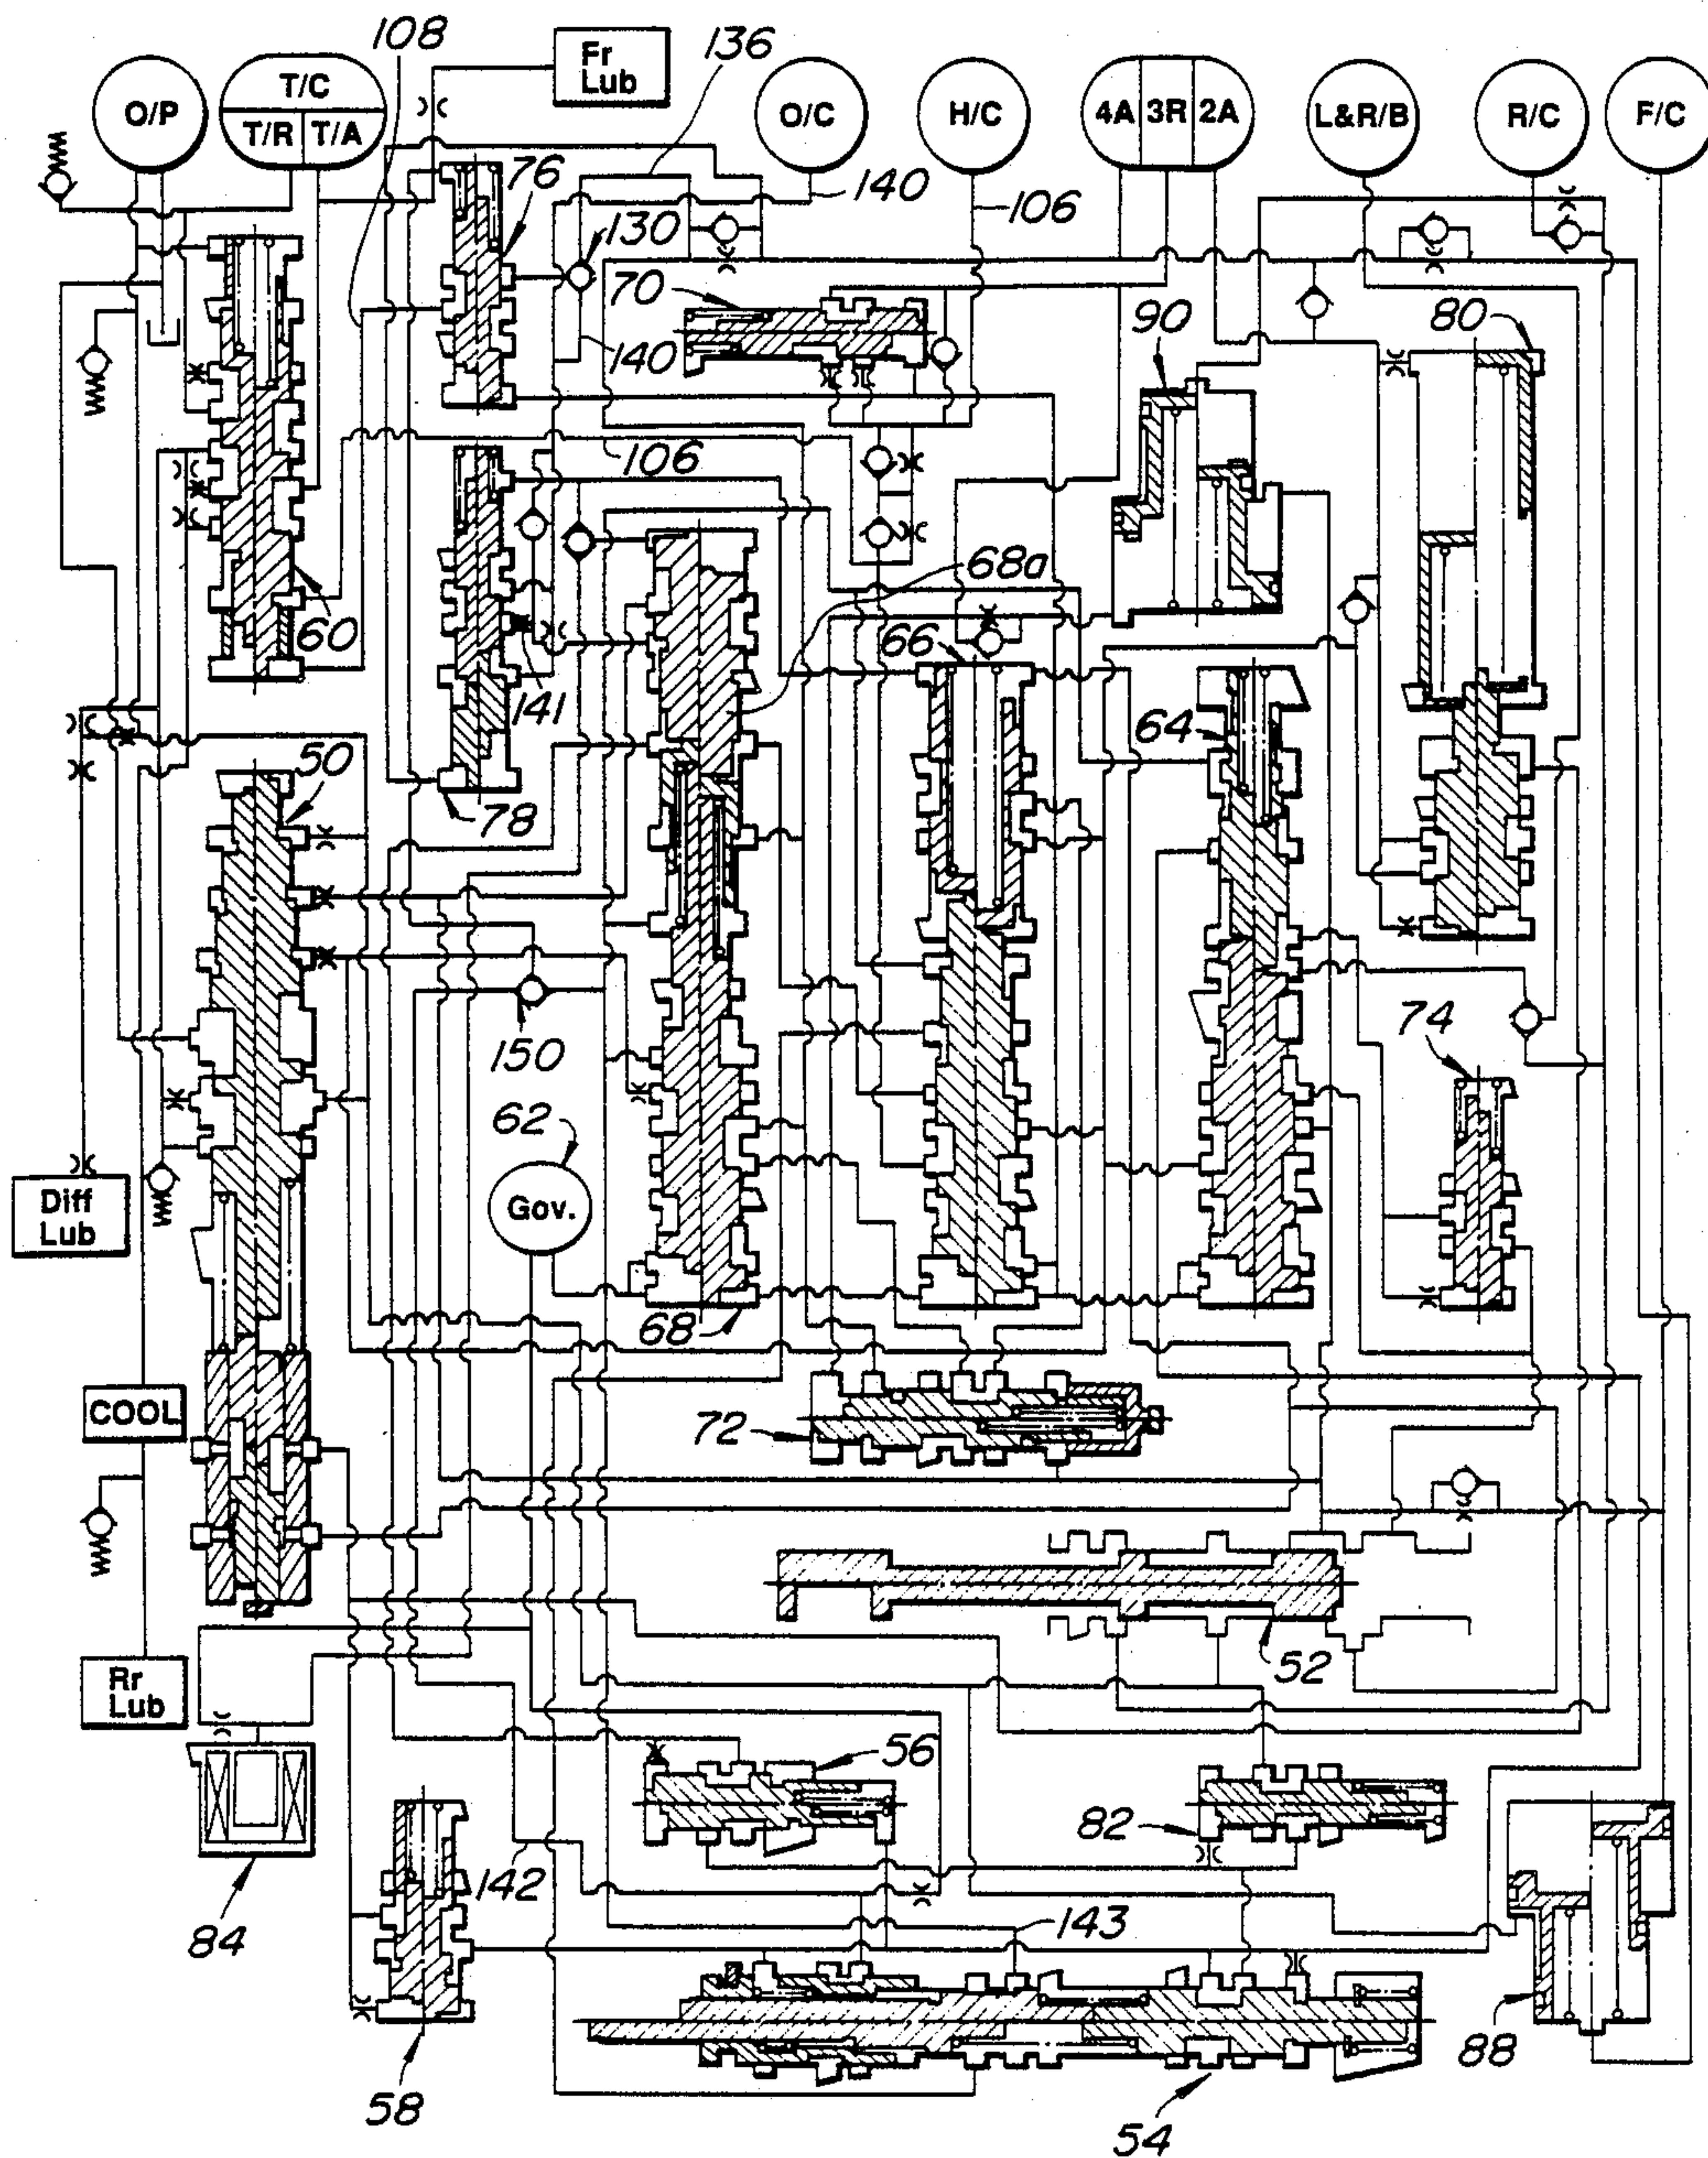 108
Fr
Lub
136
O/P
T/C
T/R T/A
O/C
H/C
4A 3R 2A
L&R/B
R/C
F/C
76
140
106
130
70
90
80
140
106
68a
60
66
141
64
50
78
74
150
62
Gov.
Diff
Lub
68
COOL
72
52
Rr
Lub
56
82
142
84
143
88
58
54